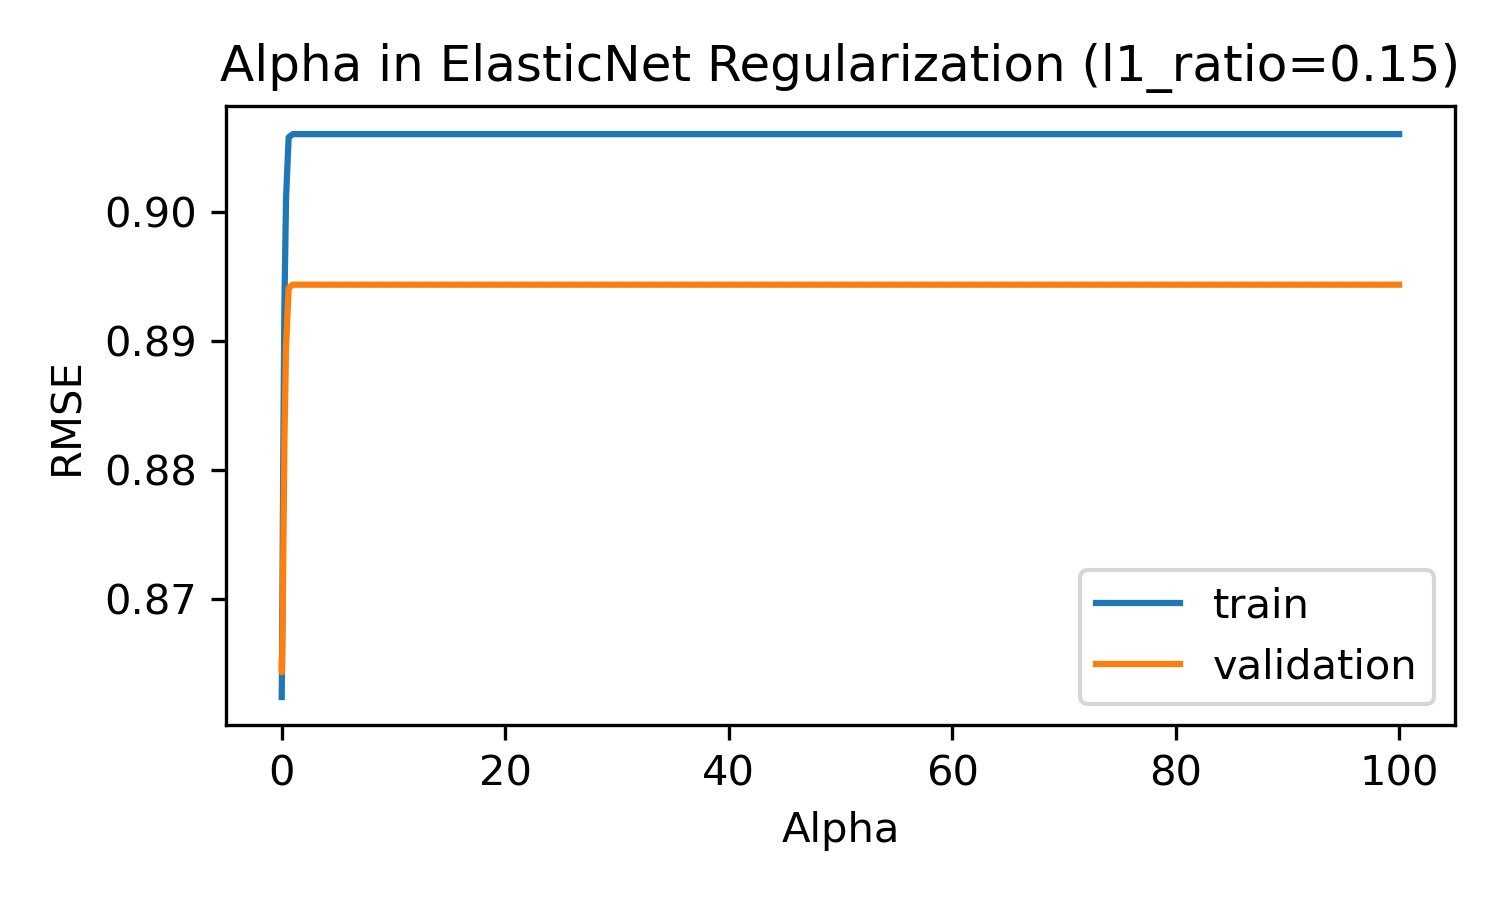 Alpha in ElasticNet Regularization (l1_ratio=0.15)
0.90
0.89
0.88
0.87
RMSE
train
validation
0 20 40 60 80 100
Alpha